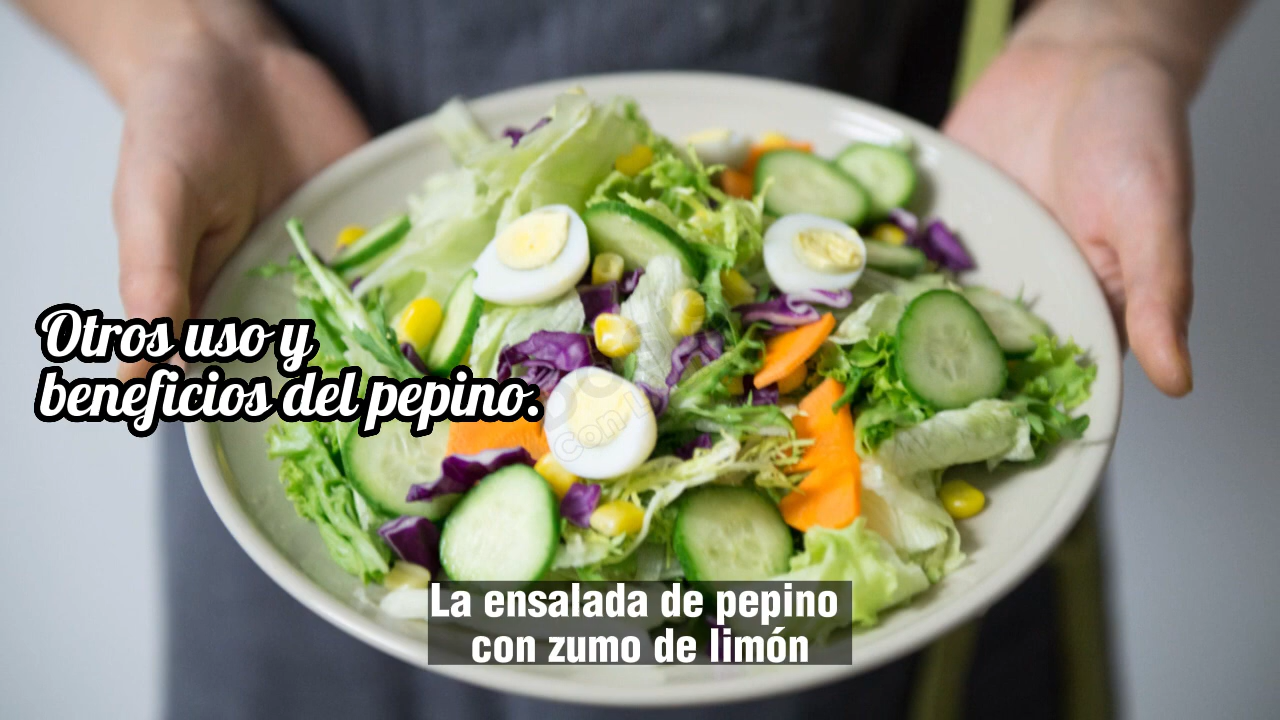 Otros uso y
beneficios del pepino.
La ensalada de pepino
con zumo de limón